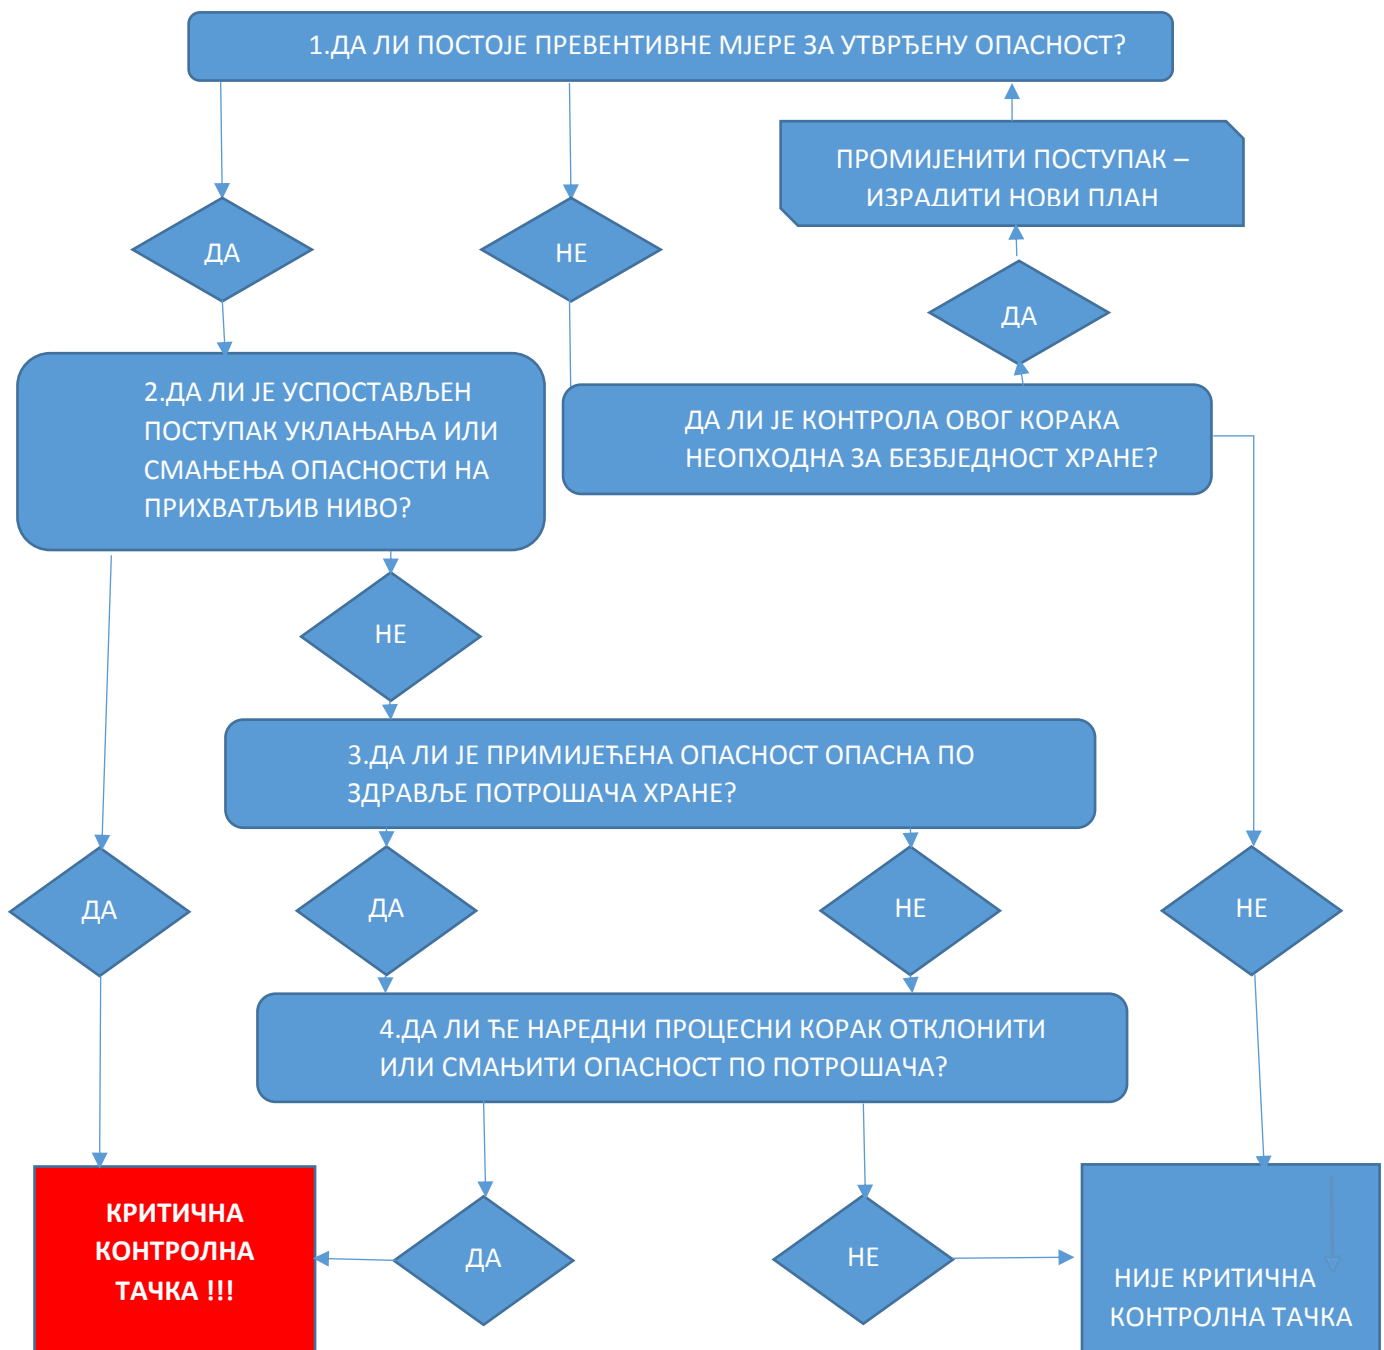 1.ДА ЛИ ПОСТОЈЕ ПРЕВЕНТИВНЕ МЈЕРЕ ЗА УТВРЂЕНУ ОПАСНОСТ?
ПРОМИЈЕНИТИ ПОСТУПАК –
ИЗРАДИТИ НОВИ ПЛАН
ДА
НЕ
ДА
2.ДА ЛИ ЈЕ УСПОСТАВЉЕН
ПОСТУПАК УКЛАЊАЊА ИЛИ
СМАЊЕЊА ОПАСНОСТИ НА
ПРИХВАТЉИВ НИВО?
ДА ЛИ ЈЕ КОНТРОЛА ОВОГ КОРАКА
НЕОПХОДНА ЗА БЕЗБЈЕДНОСТ ХРАНЕ?
НЕ
3.ДА ЛИ ЈЕ ПРИМИЈЕЋЕНА ОПАСНОСТ ОПАСНА ПО
ЗДРАВЉЕ ПОТРОШАЧА ХРАНЕ?
ДА
ДА
НЕ
НЕ
4.ДА ЛИ ЋЕ НАРЕДНИ ПРОЦЕСНИ КОРАК ОТКЛОНИТИ
ИЛИ СМАЊИТИ ОПАСНОСТ ПО ПОТРОШАЧА?
КРИТИЧНА
КОНТРОЛНА
ТАЧКА !!!
ДА
НЕ
НИЈЕ КРИТИЧНА
КОНТРОЛНА ТАЧКА